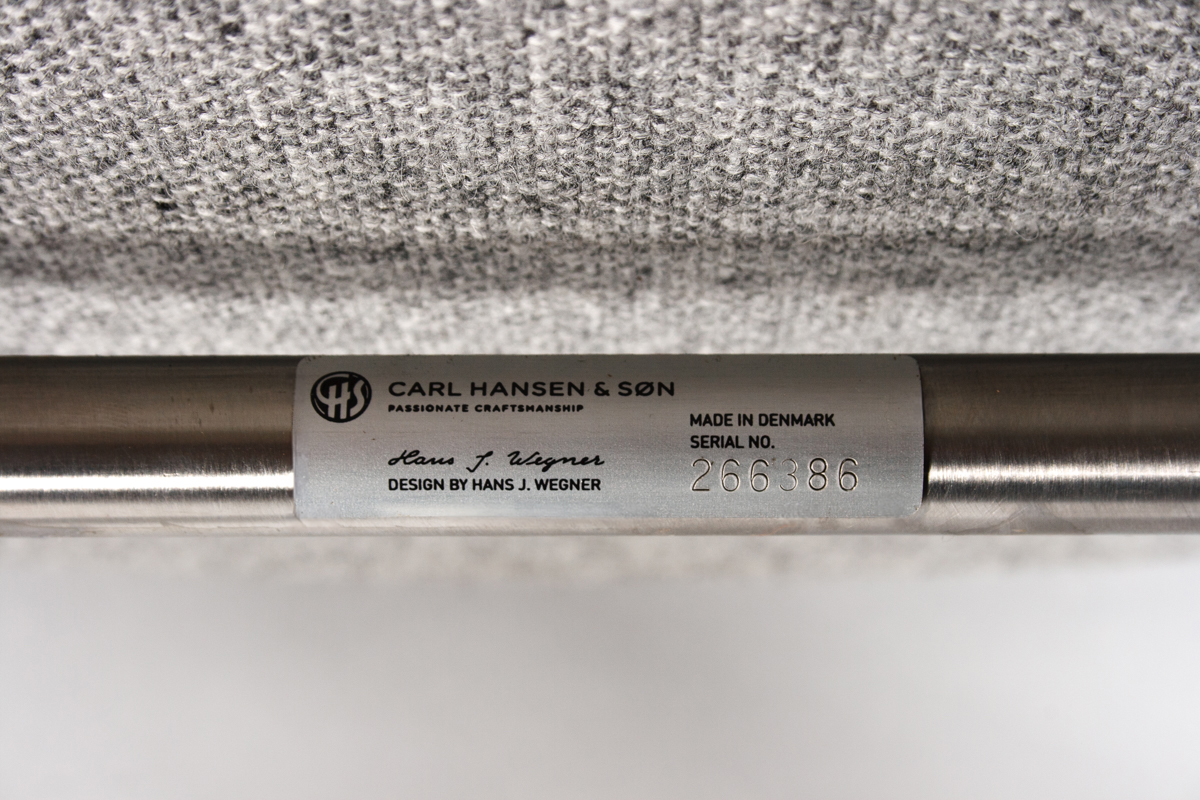 CHS
CARL HANSEN & SØN
PASSIONATE CRAFTSMANSHIP
Hans J. Wegner
DESIGN BY HANS J. WEGNER
MADE IN DENMARK
SERIAL NO.
266386